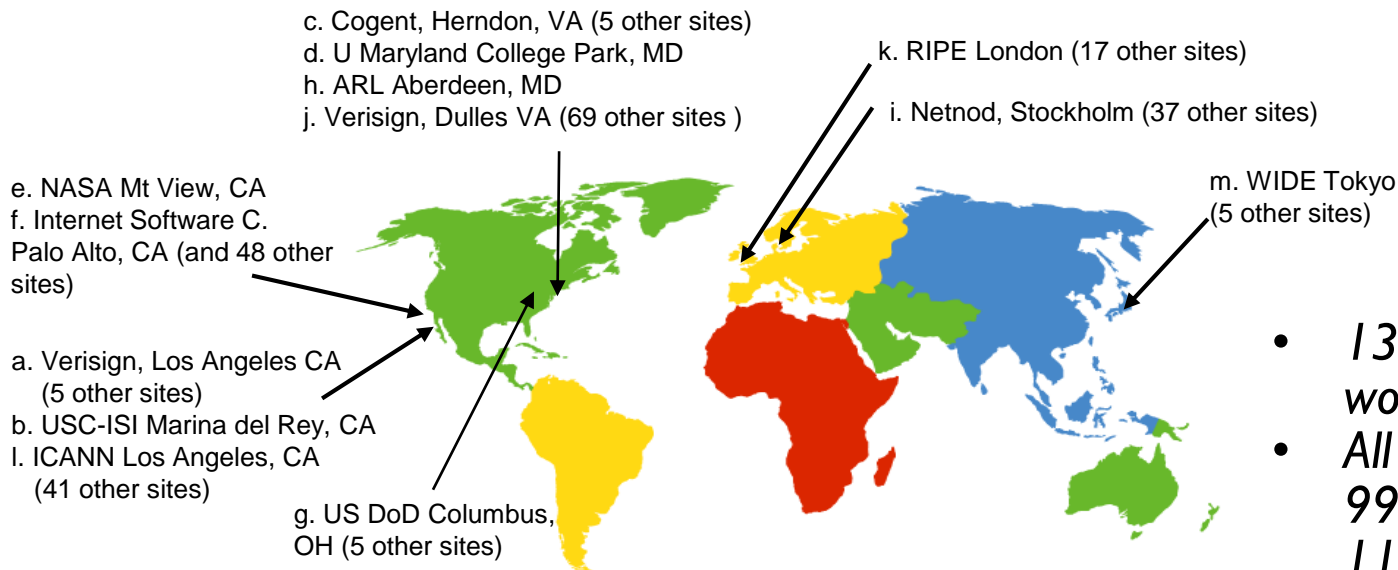 c. Cogent, Herndon, VA (5 other sites)
d. U Maryland College Park, MD
h. ARL Aberdeen, MD
j. Verisign, Dulles VA (69 other sites )
k. RIPE London (17 other sites)
i. Netnod, Stockholm (37 other sites)
m. WIDE Tokyo
(5 other sites)
e. NASA Mt View, CA
f. Internet Software C.
Palo Alto, CA (and 48 other
sites)
a. Verisign, Los Angeles CA
(5 other sites)
b. USC-ISI Marina del Rey, CA
l. ICANN Los Angeles, CA
(41 other sites)
g. US DoD Columbus,
OH (5 other sites)
• 13
wo
• All
99
11